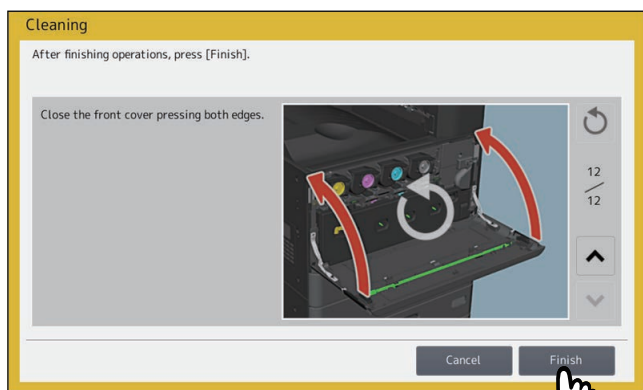 Cleaning
After finishing operations, press [Finish].
Close the front cover pressing both edges.
12
12
Cancel
Finish